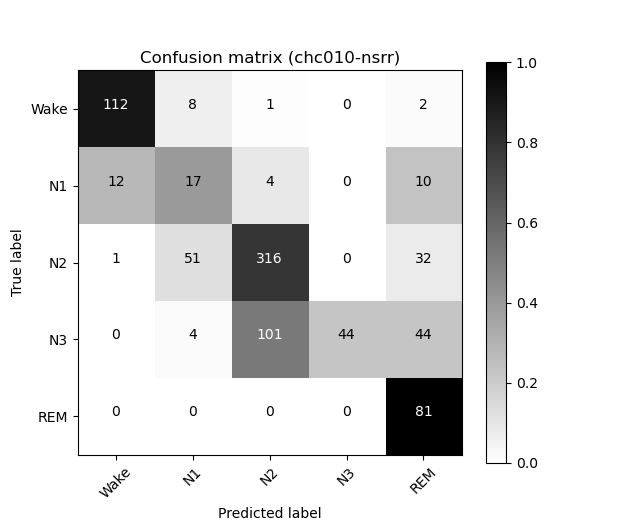 Confusion matrix (chc010-nsrr)
1.0
Wake 112 8 1 0 2
0.8
N1 12 17 4 0 10
0.6
True label
N2 1 51 316 0 32
0.4
N3 0 4 101 44 44
0.2
REM 0 0 0 0 81
0.0
Wake N1 N2 N3 REM
Predicted label